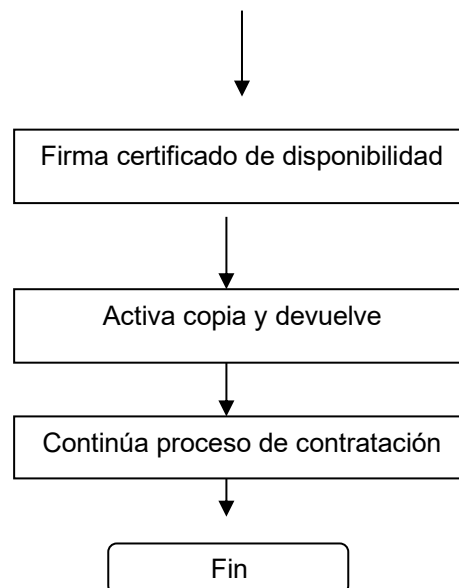 Firma certificado de disponibilidad
Activa copia y devuelve
Continúa proceso de contratación
Fin